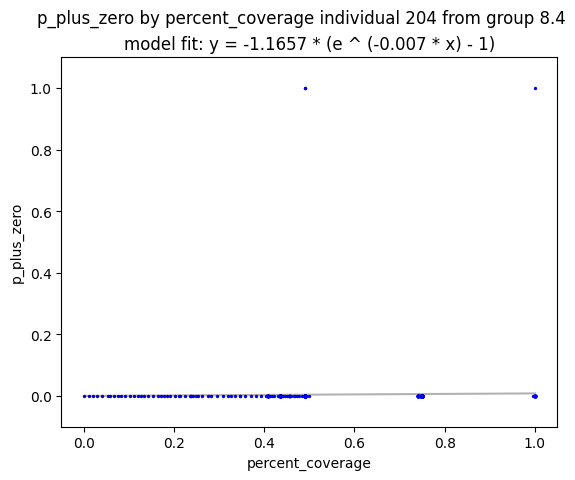 p_plus_zero by percent_coverage individual 204 from group 8.4
model fit: y = -1.1657 * (e ^ (-0.007 * x) - 1)
1.0
0.8
0.6
0.4
0.2
0.0
p_plus_zero
0.0 0.2 0.4 0.6 0.8 1.0
percent_coverage